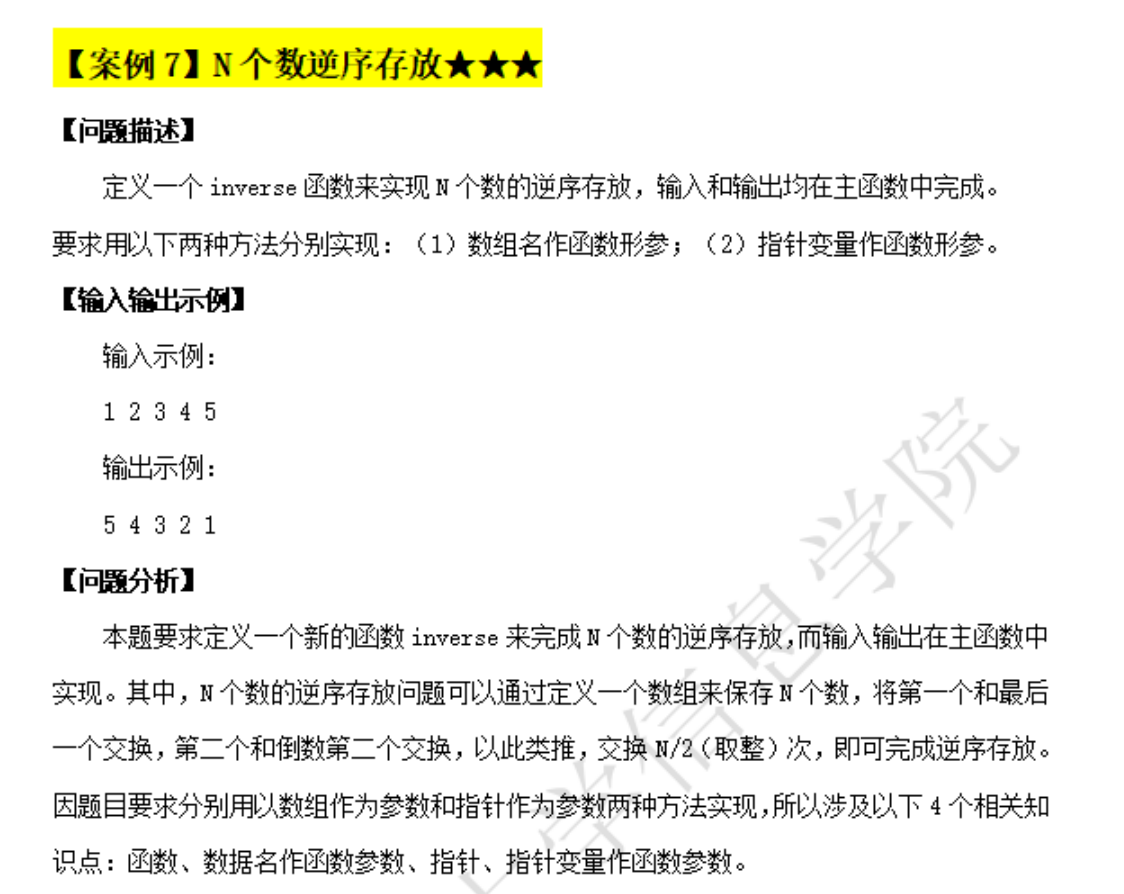 【案例 7】N 个数逆序存放★★★
【问题描述】
定义一个 inverse 函数来实现 N 个数的逆序存放，输入和输出均在主函数中完成。
要求用以下两种方法分别实现：（1）数组名作函数形参；（2）指针变量作函数形参。
【输入输出示例】
输入示例：
1 2 3 4 5
输出示例：
5 4 3 2 1
【问题分析】
本题要求定义一个新的函数 inverse 来完成 N 个数的逆序存放，而输入输出在主函数中
实现。其中，N 个数的逆序存放问题可以通过定义一个数组来保存 N 个数，将第一个和最后
一个交换，第二个和倒数第二个交换，以此类推，交换 N/2（取整）次，即可完成逆序存放。
因题目要求分别用以数组作为参数和指针作为参数两种方法实现，所以涉及以下 4 个相关知
识点：函数、数据名作函数参数、指针、指针变量作函数参数。
学信息学院